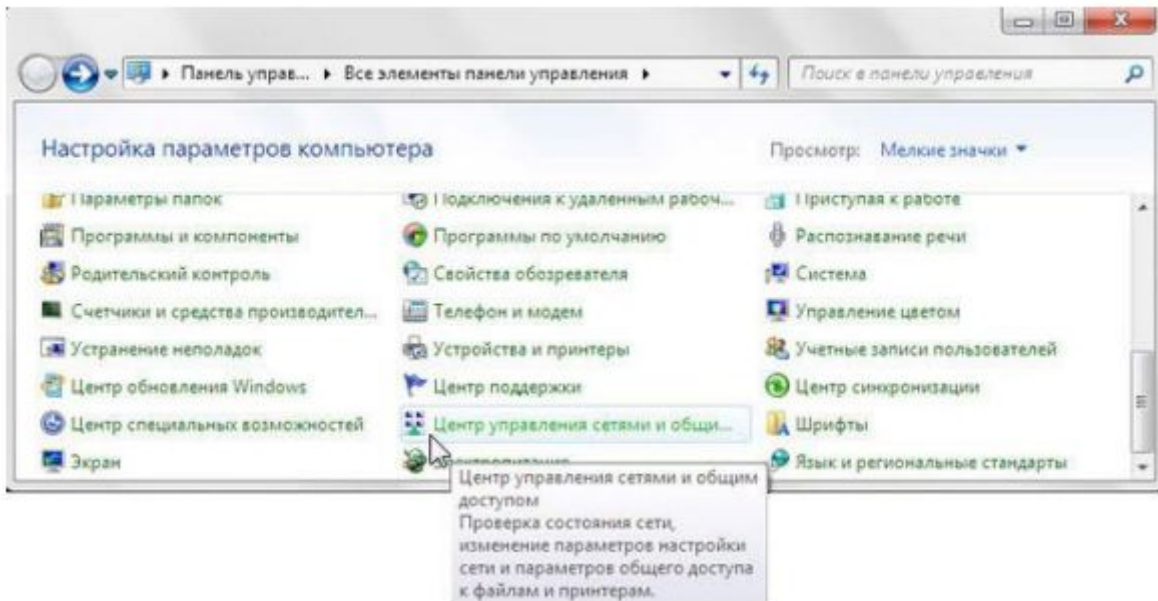 Панель управ... Все элементы панели управления Поиск в панели управления
Настройка параметров компьютера Просмотр: Мелкие значки
Параметры папок Подключения к удаленным рабоч... Приступая к работе
Программы и компоненты Программы по умолчанию Распознавание речи
Родительский контроль Свойства обозревателя Система
Счетчики и средства производител... Телефон и модем Управление цветом
Устранение неполадок Устройства и принтеры Учетные записи пользователей
Центр обновления Windows Центр поддержки Центр синхронизации
Центр специальных возможностей Центр управления сетями и общи... Шрифты
Экран Электропитание Язык и региональные стандарты
Центр управления сетями и общим
доступом
Проверка состояния сети,
изменение параметров настройки
сети и параметров общего доступа
к файлам и принтерам.